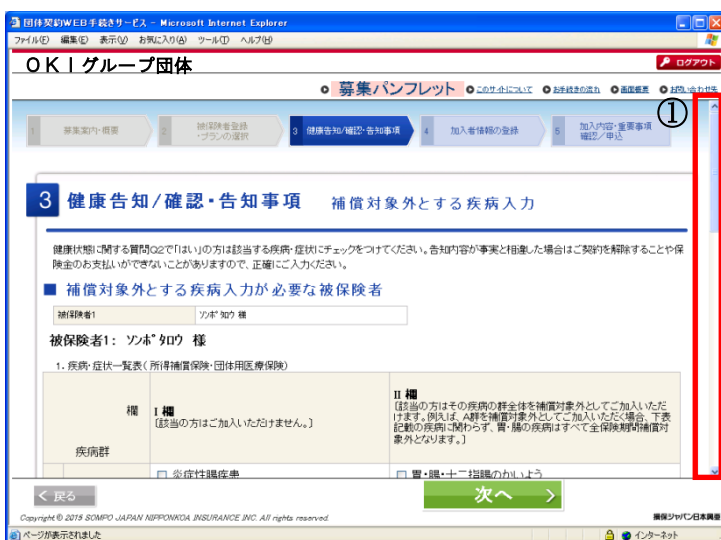 団体契約WEB手続きサービス - Microsoft Internet Explorer
ファイル(F) 編集(E) 表示(V) お気に入り(A) ツール(T) ヘルプ(H)
OKIグループ団体
ログアウト
募集パンフレット このサイトについて お手続きの流れ 画面概要 お問い合わせ先
①
1 募集案内・概要
2 被保険者登録・プランの選択
3 健康告知/確認・告知事項
4 加入者情報の登録
5 加入内容・重要事項確認/申込
3 健康告知/確認・告知事項 補償対象外とする疾病入力
健康状態に関する質問Q2で「はい」の方は該当する疾病・症状にチェックをつけてください。告知内容が事実と相違した場合はご契約を解除することや保
険金のお支払いができないことがありますので、正確にご入力ください。
■ 補償対象外とする疾病入力が必要な被保険者
被保険者1 ソンポ タロウ 様
被保険者1: ソンポ タロウ 様
1. 疾病・症状一覧表(所得補償保険・団体用医療保険)
欄
疾病群
I 欄
[該当の方はご加入いただけません。]
II 欄
[該当の方はその疾病の群全体を補償対象外としてご加入いただ
けます。例えば、A群を補償対象外としてご加入いただく場合、下表
記載の疾病に関わらず、胃・腸の疾病はすべて全保険期間補償対
象外となります。]
炎症性腸疾患
胃・腸・十二指腸のかいよう
< 戻る
次へ >
Copyright © 2015 SOMPO JAPAN NIPPONKOA INSURANCE INC. All rights reserved.
損保ジャパン日本興亜
ページが表示されました
インターネット